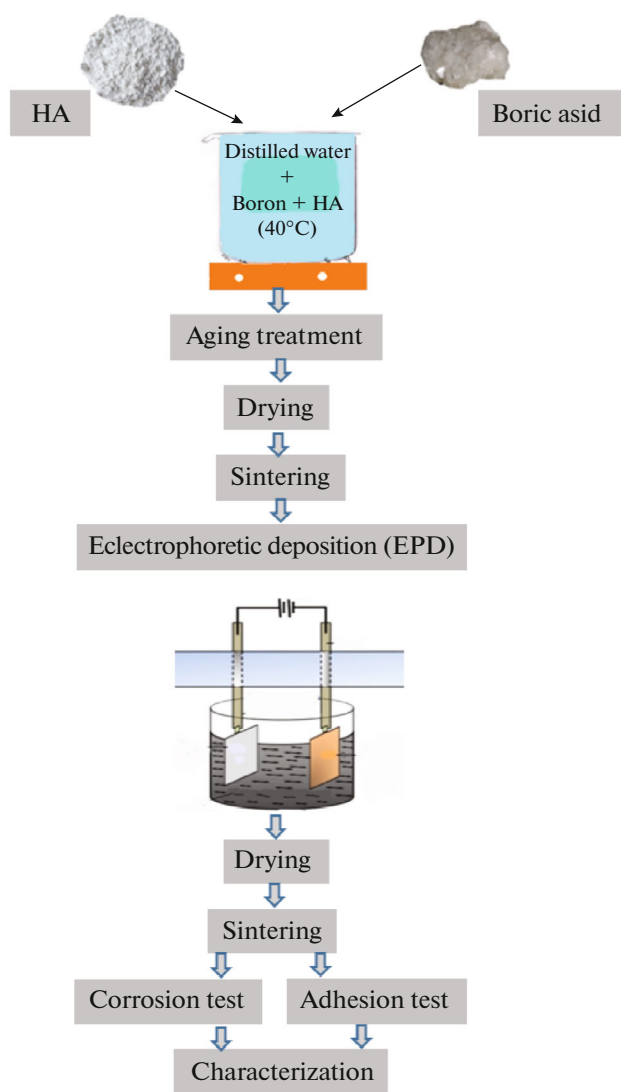 HA
Boric asid
Distilled water
+
Boron + HA
(40°C)
Aging treatment
Drying
Sintering
Eclectrophoretic deposition (EPD)
Drying
Sintering
Corrosion test
Adhesion test
Characterization